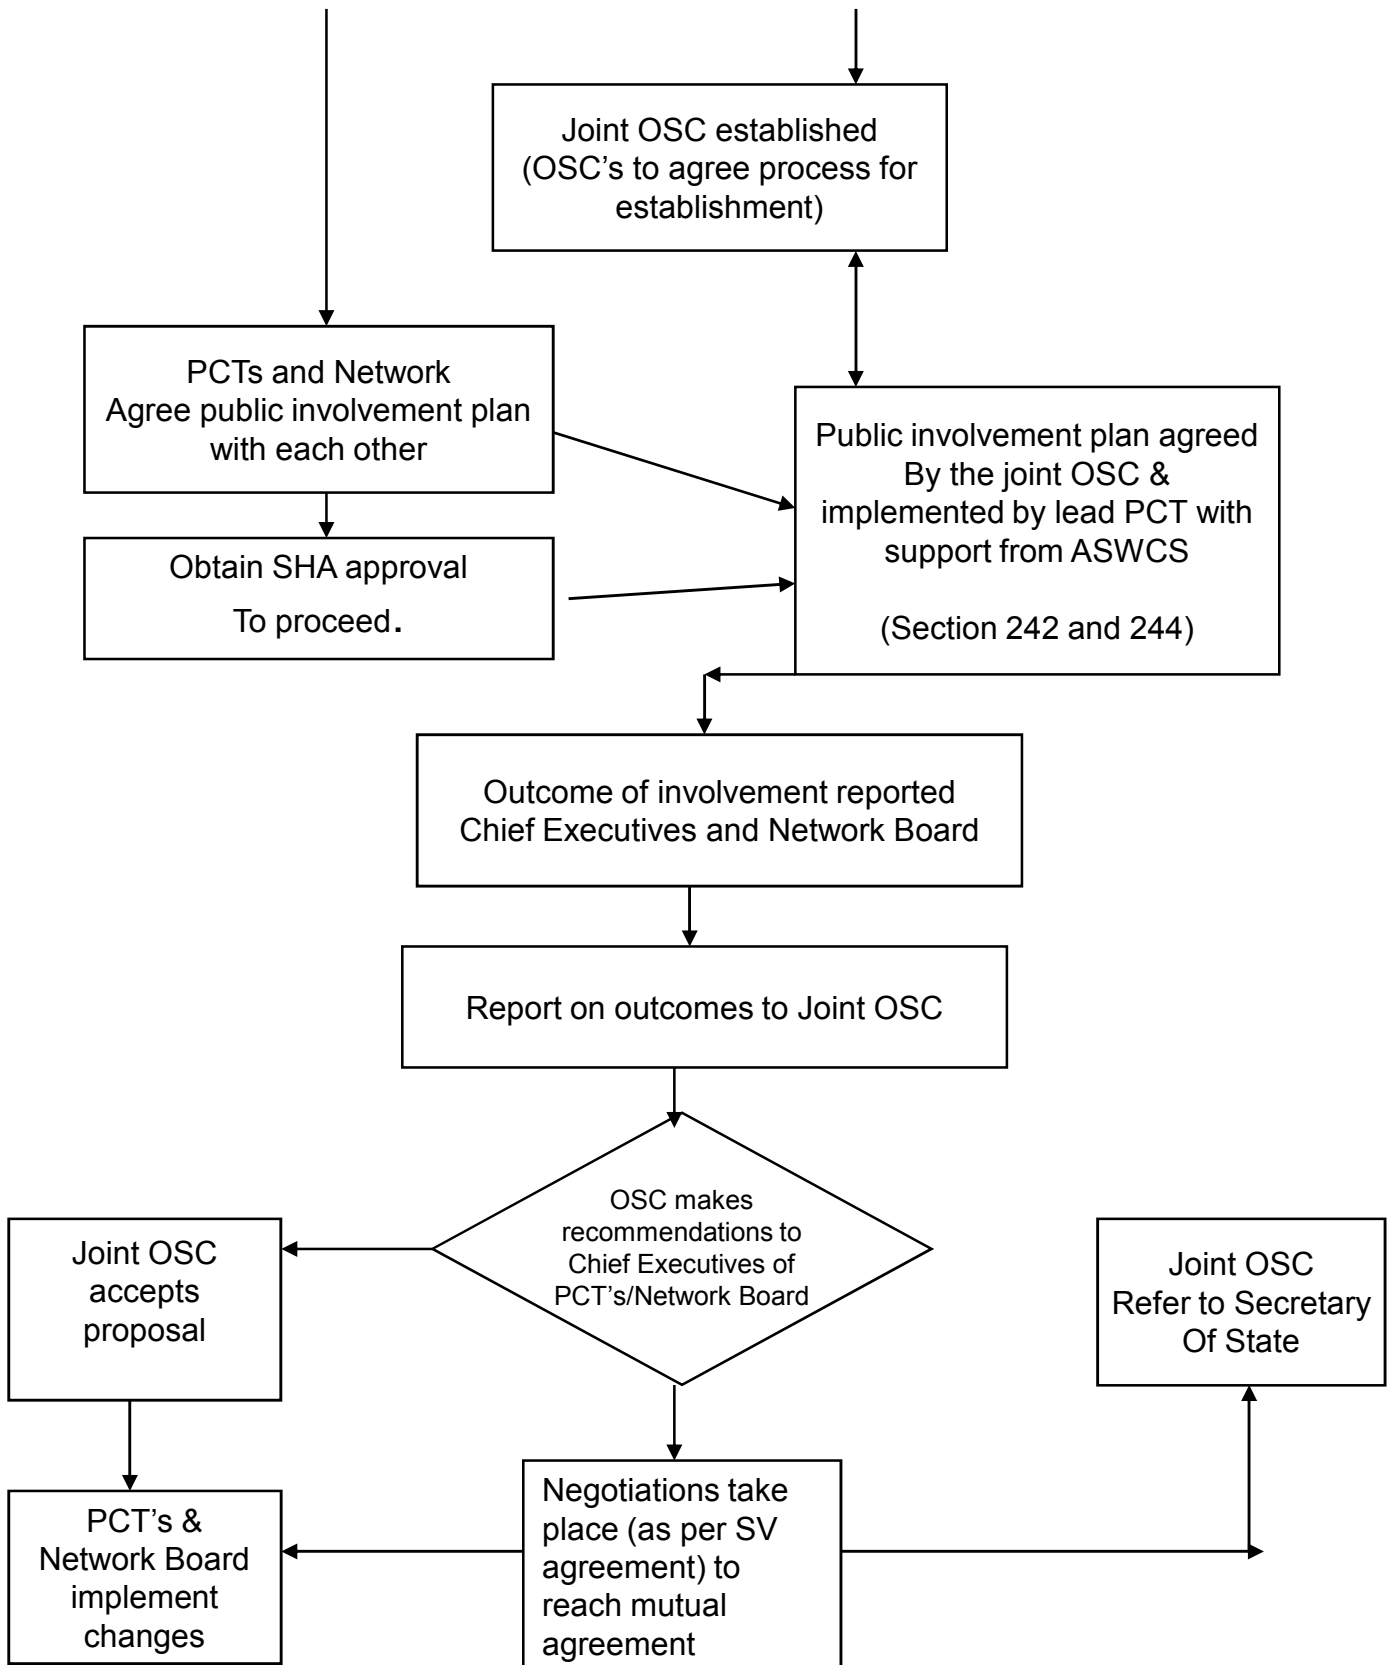 Joint OSC established
(OSC's to agree process for
establishment)
PCTs and Network
Agree public involvement plan
with each other
Public involvement plan agreed
By the joint OSC &
implemented by lead PCT with
support from ASWCS
(Section 242 and 244)
Obtain SHA approval
To proceed.
Outcome of involvement reported
Chief Executives and Network Board
Report on outcomes to Joint OSC
OSC makes
recommendations to
Chief Executives of
PCT's/Network Board
Joint OSC
accepts
proposal
Joint OSC
Refer to Secretary
Of State
PCT's &
Network Board
implement
changes
Negotiations take
place (as per SV
agreement) to
reach mutual
agreement